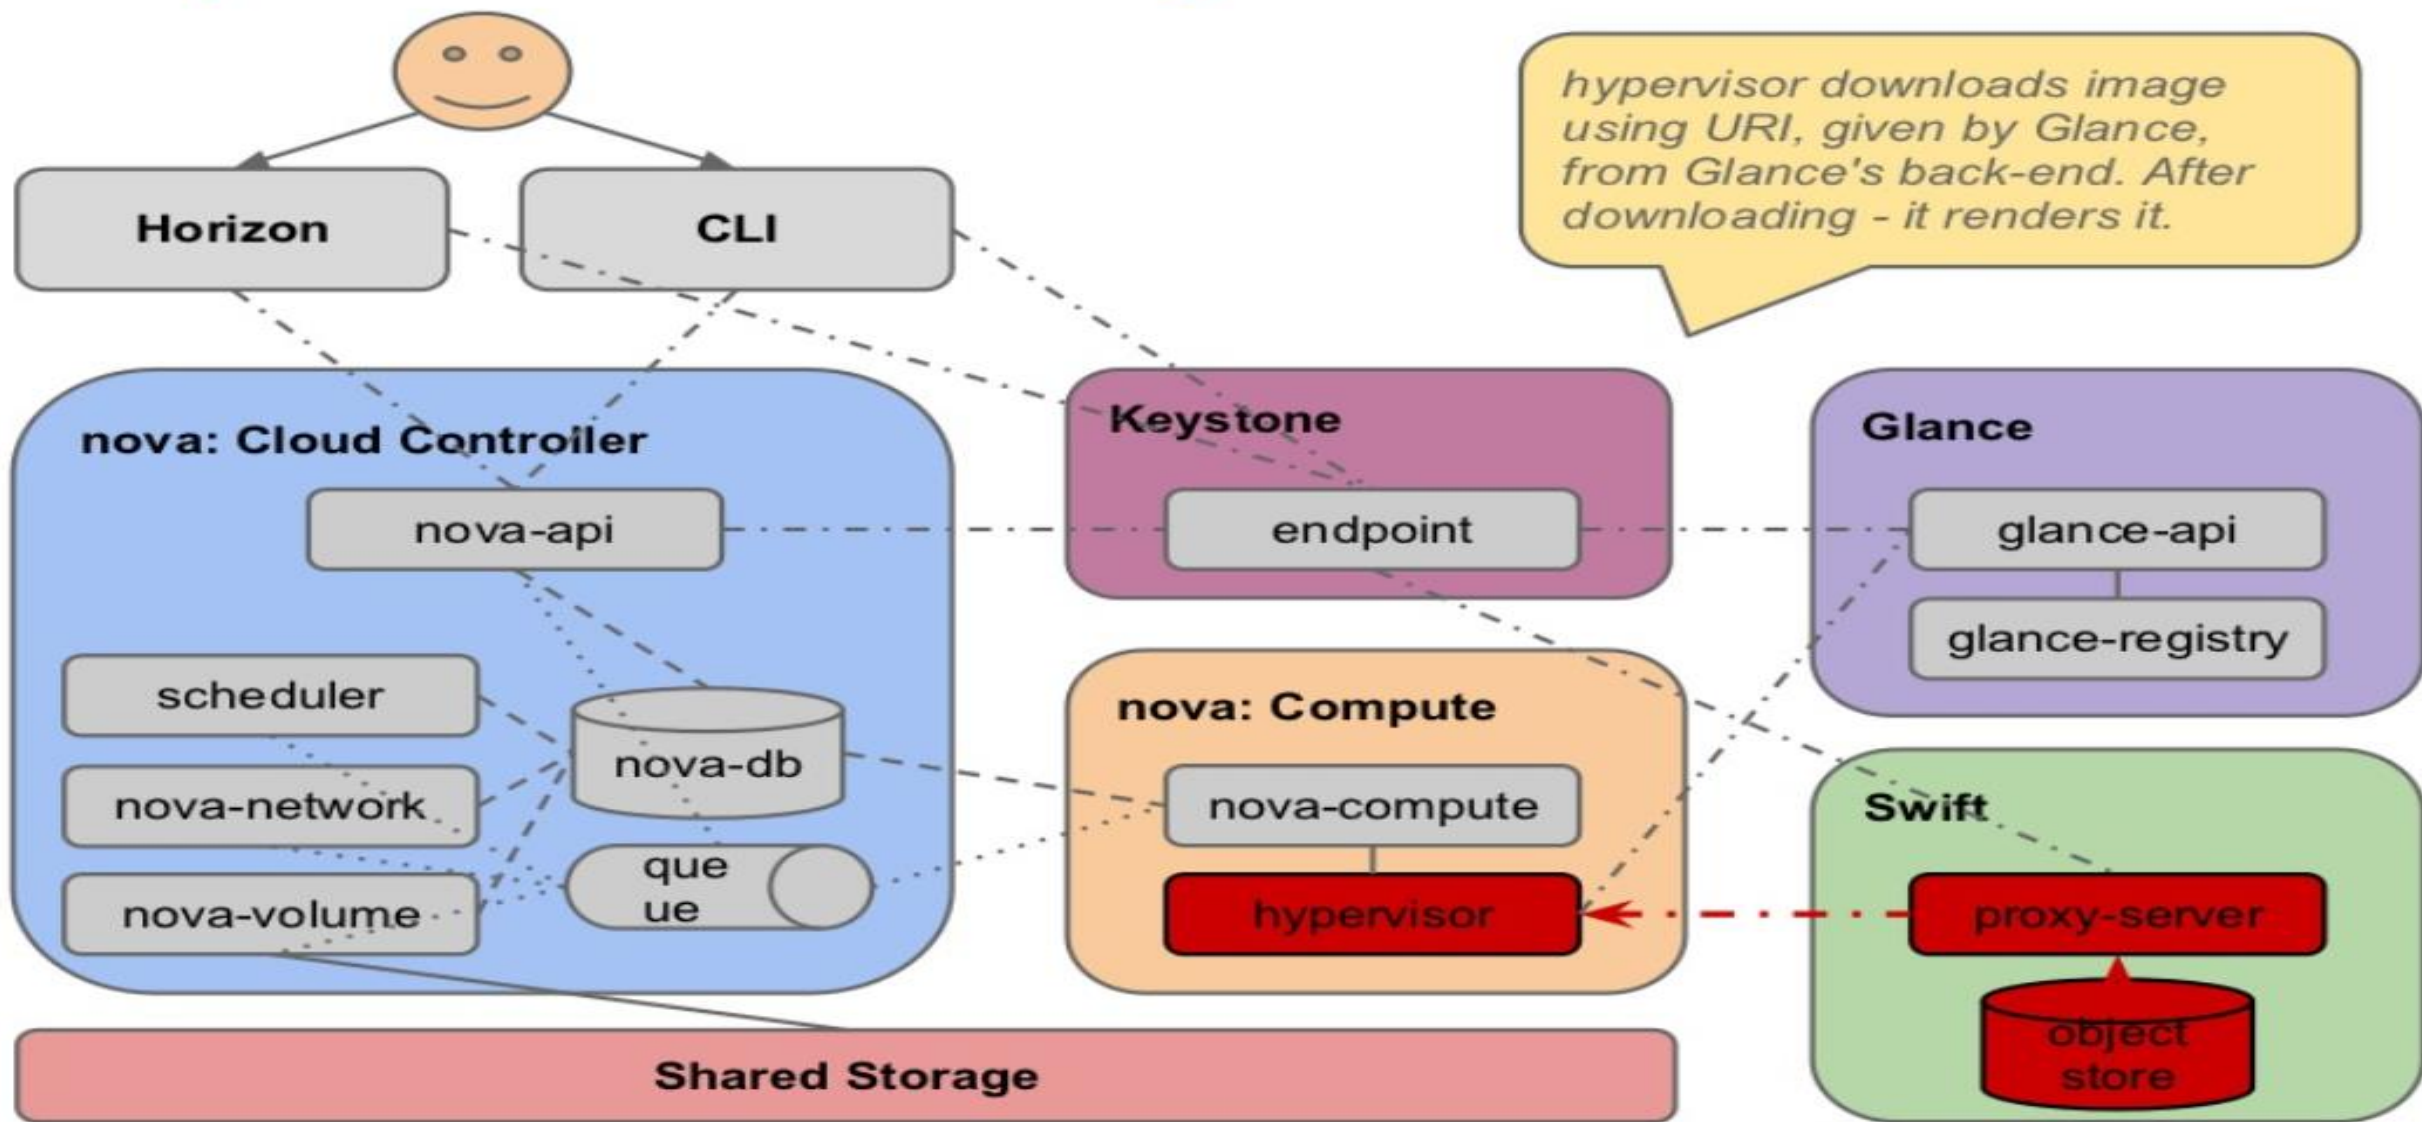 hypervisor downloads image
using URI, given by Glance,
from Glance's back-end. After
downloading - it renders it.
Horizon
CLI
nova: Cloud Controller
Keystone
Glance
nova-api
endpoint
glance-api
glance-registry
scheduler
nova: Compute
nova-db
nova-network
nova-compute
Swift
que
ue
nova-volume
hypervisor
proxy-server
object
store
Shared Storage